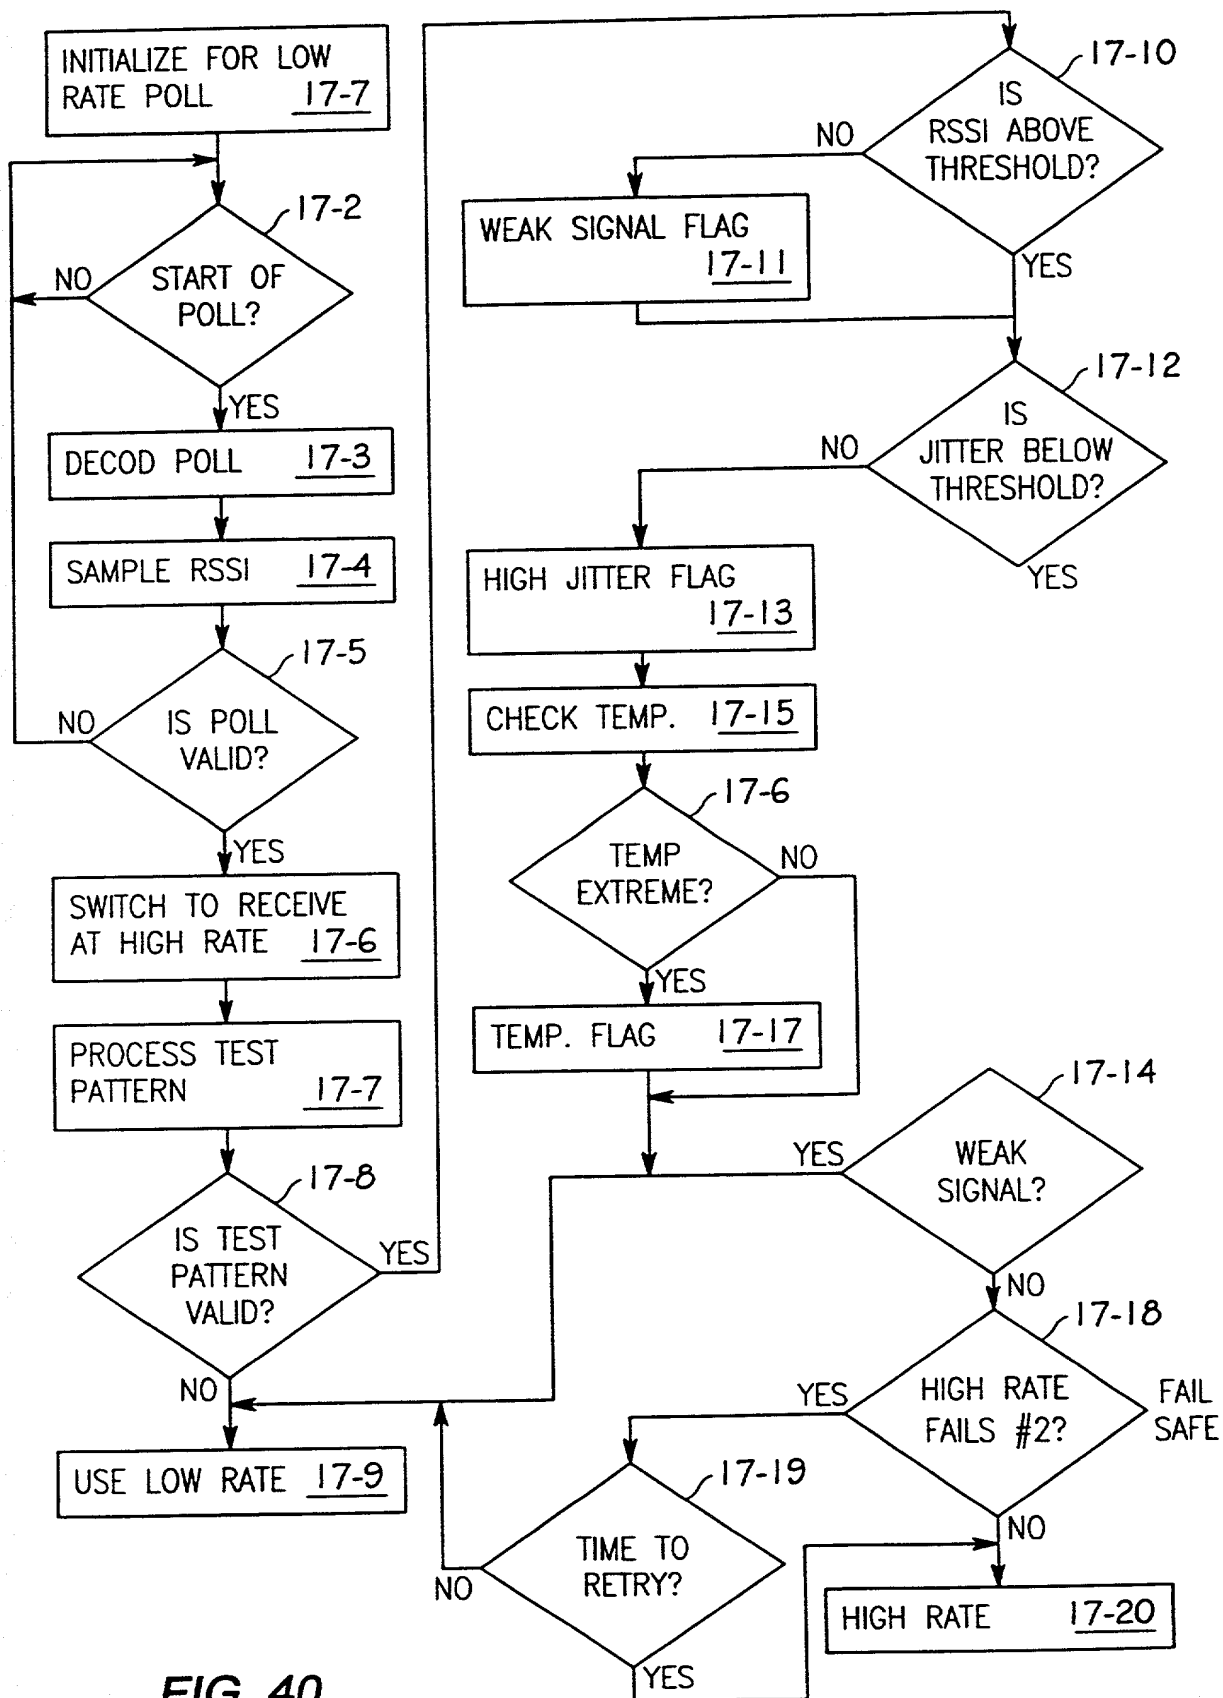 INITIALIZE FOR LOW
RATE POLL 17-7
17-2
START OF
POLL?
NO
YES
DECOD POLL 17-3
SAMPLE RSSI 17-4
17-5
IS POLL
VALID?
NO
YES
SWITCH TO RECEIVE
AT HIGH RATE 17-6
PROCESS TEST
PATTERN 17-7
17-8
IS TEST
PATTERN
VALID?
YES
NO
USE LOW RATE 17-9
17-10
IS
RSSI ABOVE
THRESHOLD?
NO
YES
WEAK SIGNAL FLAG
17-11
17-12
IS
JITTER BELOW
THRESHOLD?
NO
YES
HIGH JITTER FLAG
17-13
CHECK TEMP. 17-15
17-6
TEMP
EXTREME?
NO
YES
TEMP. FLAG 17-17
17-14
WEAK
SIGNAL?
YES
NO
17-18
HIGH RATE
FAILS #2?
YES
FAIL
SAFE
NO
17-19
TIME TO
RETRY?
NO
YES
HIGH RATE 17-20
FIG. 40